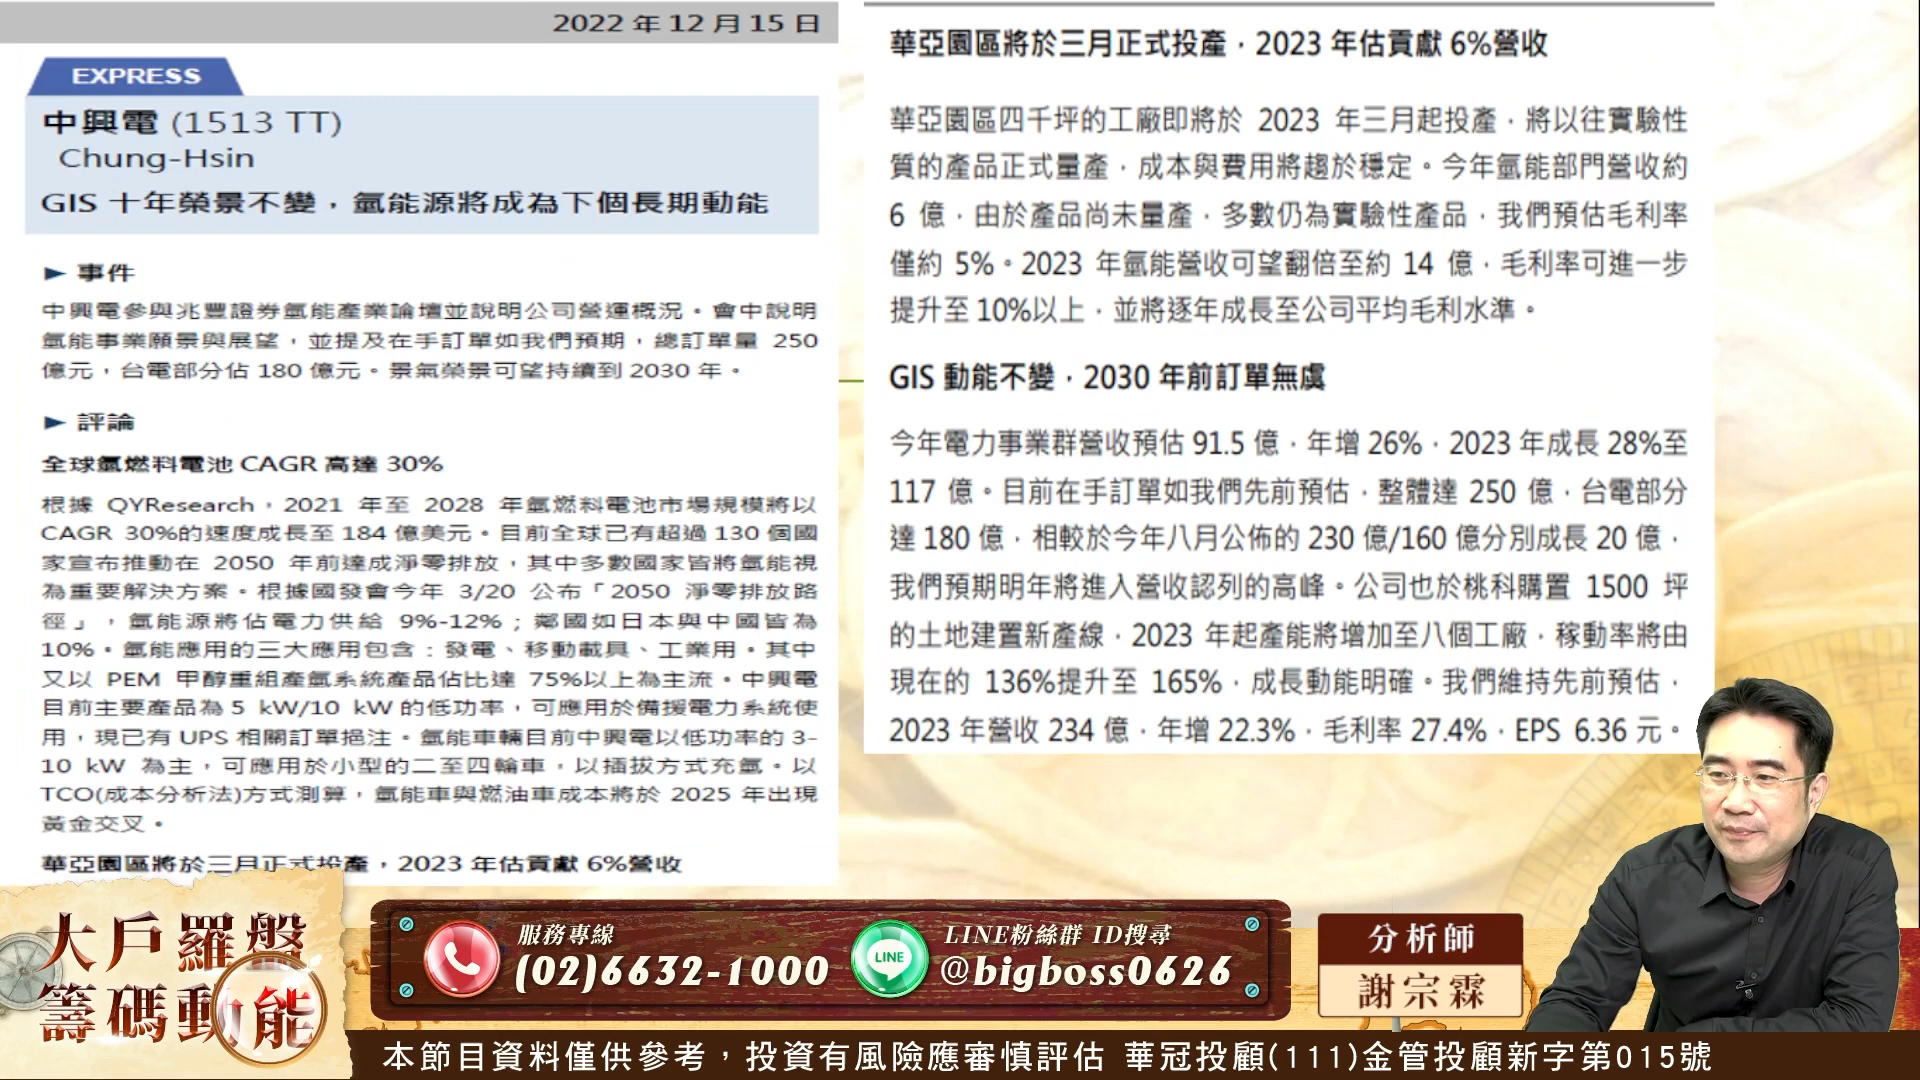 2022 年 12 月 15 日
EXPRESS
中興電 (1513 TT)
Chung-Hsin
GIS 十年榮景不變，氫能源將成為下個長期動能
► 事件
中興電參與兆豐證券氫能產業論壇並說明公司營運概況。會中說明
氫能事業願景與展望，並提及在手訂單如我們預期，總訂單量 250
億元，台電部分佔 180 億元。景氣榮景可望持續到 2030 年。
► 評論
全球氫燃料電池 CAGR 高達 30%
根據 QYResearch，2021 年至 2028 年氫燃料電池市場規模將以
CAGR 30%的速度成長至 184 億美元。目前全球已有超過 130 個國
家宣布推動在 2050 年前達成淨零排放，其中多數國家皆將氫能視
為重要解決方案。根據國發會今年 3/20 公布「2050 淨零排放路
徑」，氫能源將佔電力供給 9%-12%；鄰國如日本與中國皆為
10%。氫能應用的三大應用包含：發電、移動載具、工業用。其中
又以 PEM 甲醇重組產氫系統產品佔比達 75%以上為主流。中興電
目前主要產品為 5 kW/10 kW 的低功率，可應用於備援電力系統使
用，現已有 UPS 相關訂單挹注。氫能車輛目前中興電以低功率的 3-
10 kW 為主，可應用於小型的二至四輪車，以插拔方式充氫。以
TCO(成本分析法)方式測算，氫能車與燃油車成本將於 2025 年出現
黃金交叉。
華亞園區將於三月正式投產，2023 年估貢獻 6%營收
華亞園區將於三月正式投產，2023 年估貢獻 6%營收
華亞園區四千坪的工廠即將於 2023 年三月起投產，將以往實驗性
質的產品正式量產，成本與費用將趨於穩定。今年氫能部門營收約
6 億，由於產品尚未量產，多數仍為實驗性產品，我們預估毛利率
僅約 5%。2023 年氫能營收可望翻倍至約 14 億，毛利率可進一步
提升至 10%以上，並將逐年成長至公司平均毛利水準。
GIS 動能不變，2030 年前訂單無虞
今年電力事業群營收預估 91.5 億，年增 26%，2023 年成長 28%至
117 億。目前在手訂單如我們先前預估，整體達 250 億，台電部分
達 180 億，相較於今年八月公佈的 230 億/160 億分別成長 20 億，
我們預期明年將進入營收認列的高峰。公司也於桃科購置 1500 坪
的土地建置新產線，2023 年起產能將增加至八個工廠，稼動率將由
現在的 136%提升至 165%，成長動能明確。我們維持先前預估，
2023 年營收 234 億，年增 22.3%，毛利率 27.4%，EPS 6.36 元。
大戶羅盤
籌碼動能
服務專線
(02)6632-1000
LINE
LINE粉絲群 ID搜尋
@bigboss0626
分析師
謝宗霖
本節目資料僅供參考，投資有風險應審慎評估 華冠投顧(111)金管投顧新字第015號